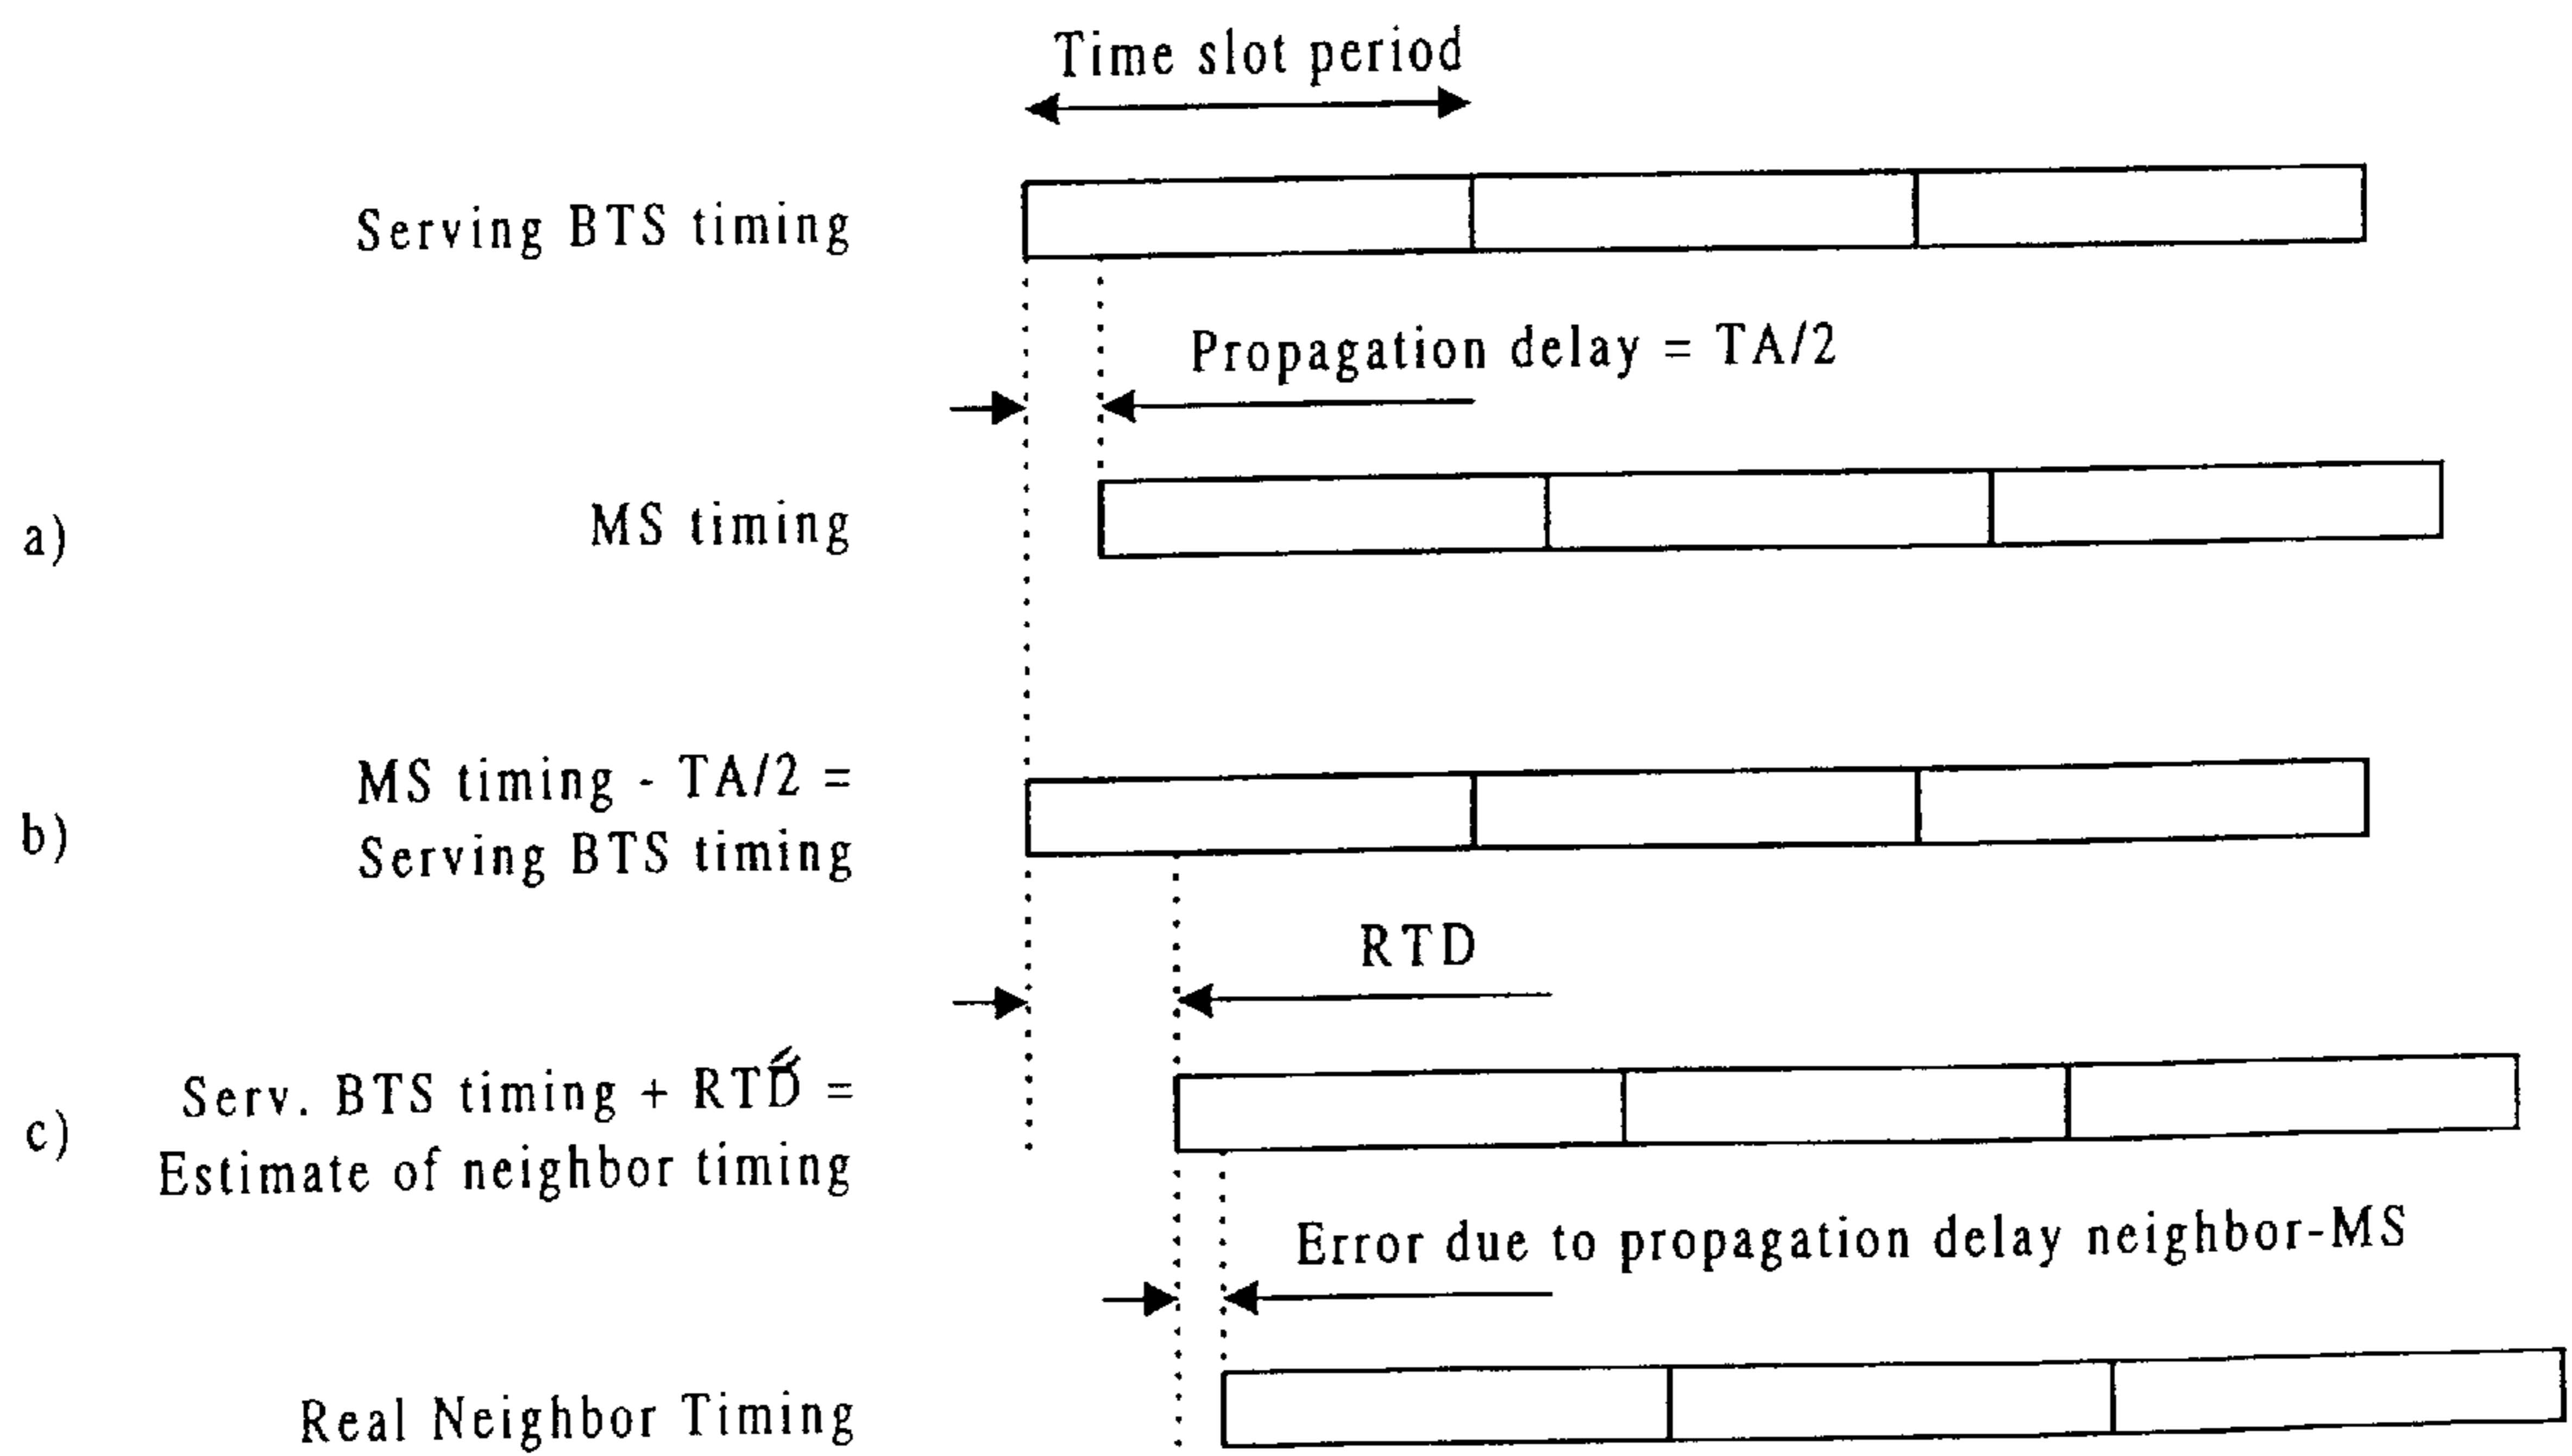 Time slot period
Serving BTS timing
Propagation delay = TA/2
a)
MS timing
b)
MS timing - TA/2 =
Serving BTS timing
RTD
c)
Serv. BTS timing + RTD =
Estimate of neighbor timing
Error due to propagation delay neighbor-MS
Real Neighbor Timing